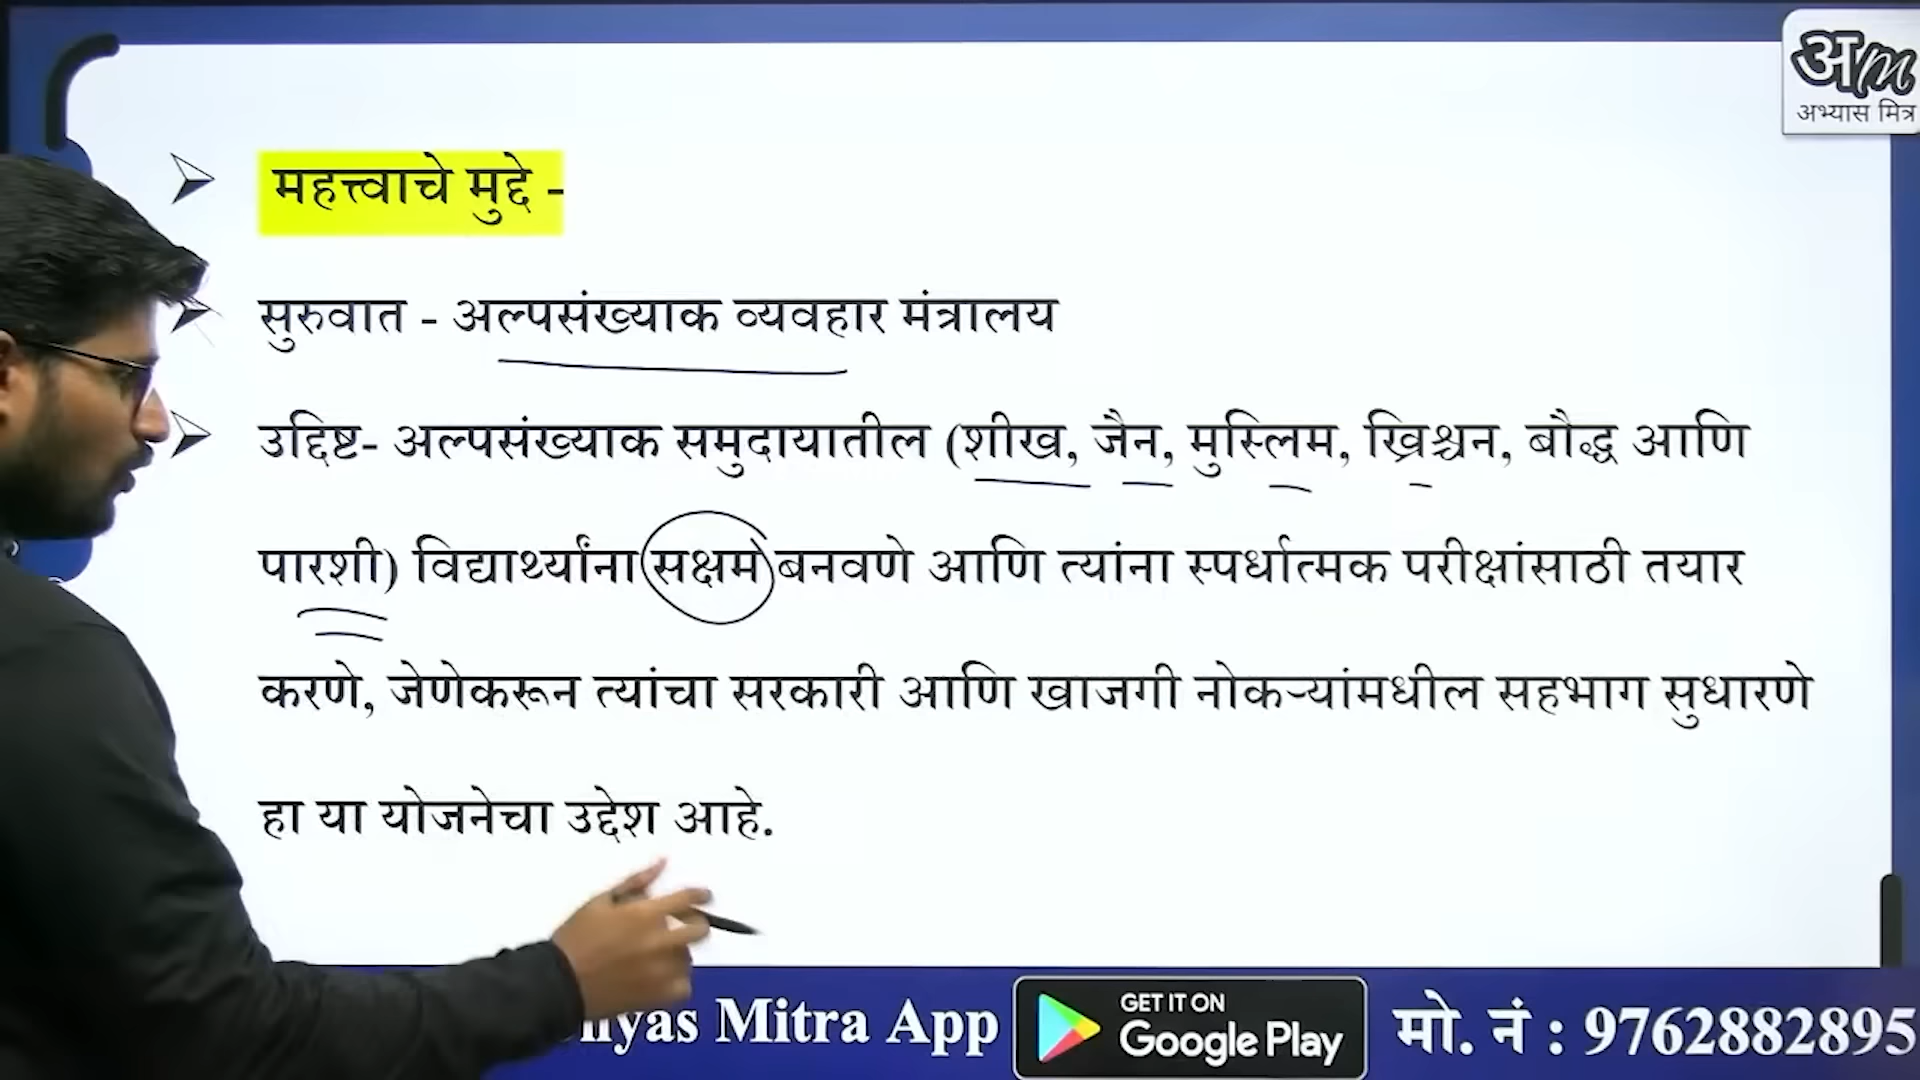 अm
अभ्यास मित्र
महत्त्वाचे मुद्दे -
सुरुवात - अल्पसंख्याक व्यवहार मंत्रालय
उद्दिष्ट- अल्पसंख्याक समुदायातील (शीख, जैन, मुस्लिम, ख्रिश्चन, बौद्ध आणि
पारशी) विद्यार्थ्यांना सक्षम बनवणे आणि त्यांना स्पर्धात्मक परीक्षांसाठी तयार
करणे, जेणेकरून त्यांचा सरकारी आणि खाजगी नोकऱ्यांमधील सहभाग सुधारणे
हा या योजनेचा उद्देश आहे.
Mitra App GET IT ON Google Play मो. नं : 9762882895